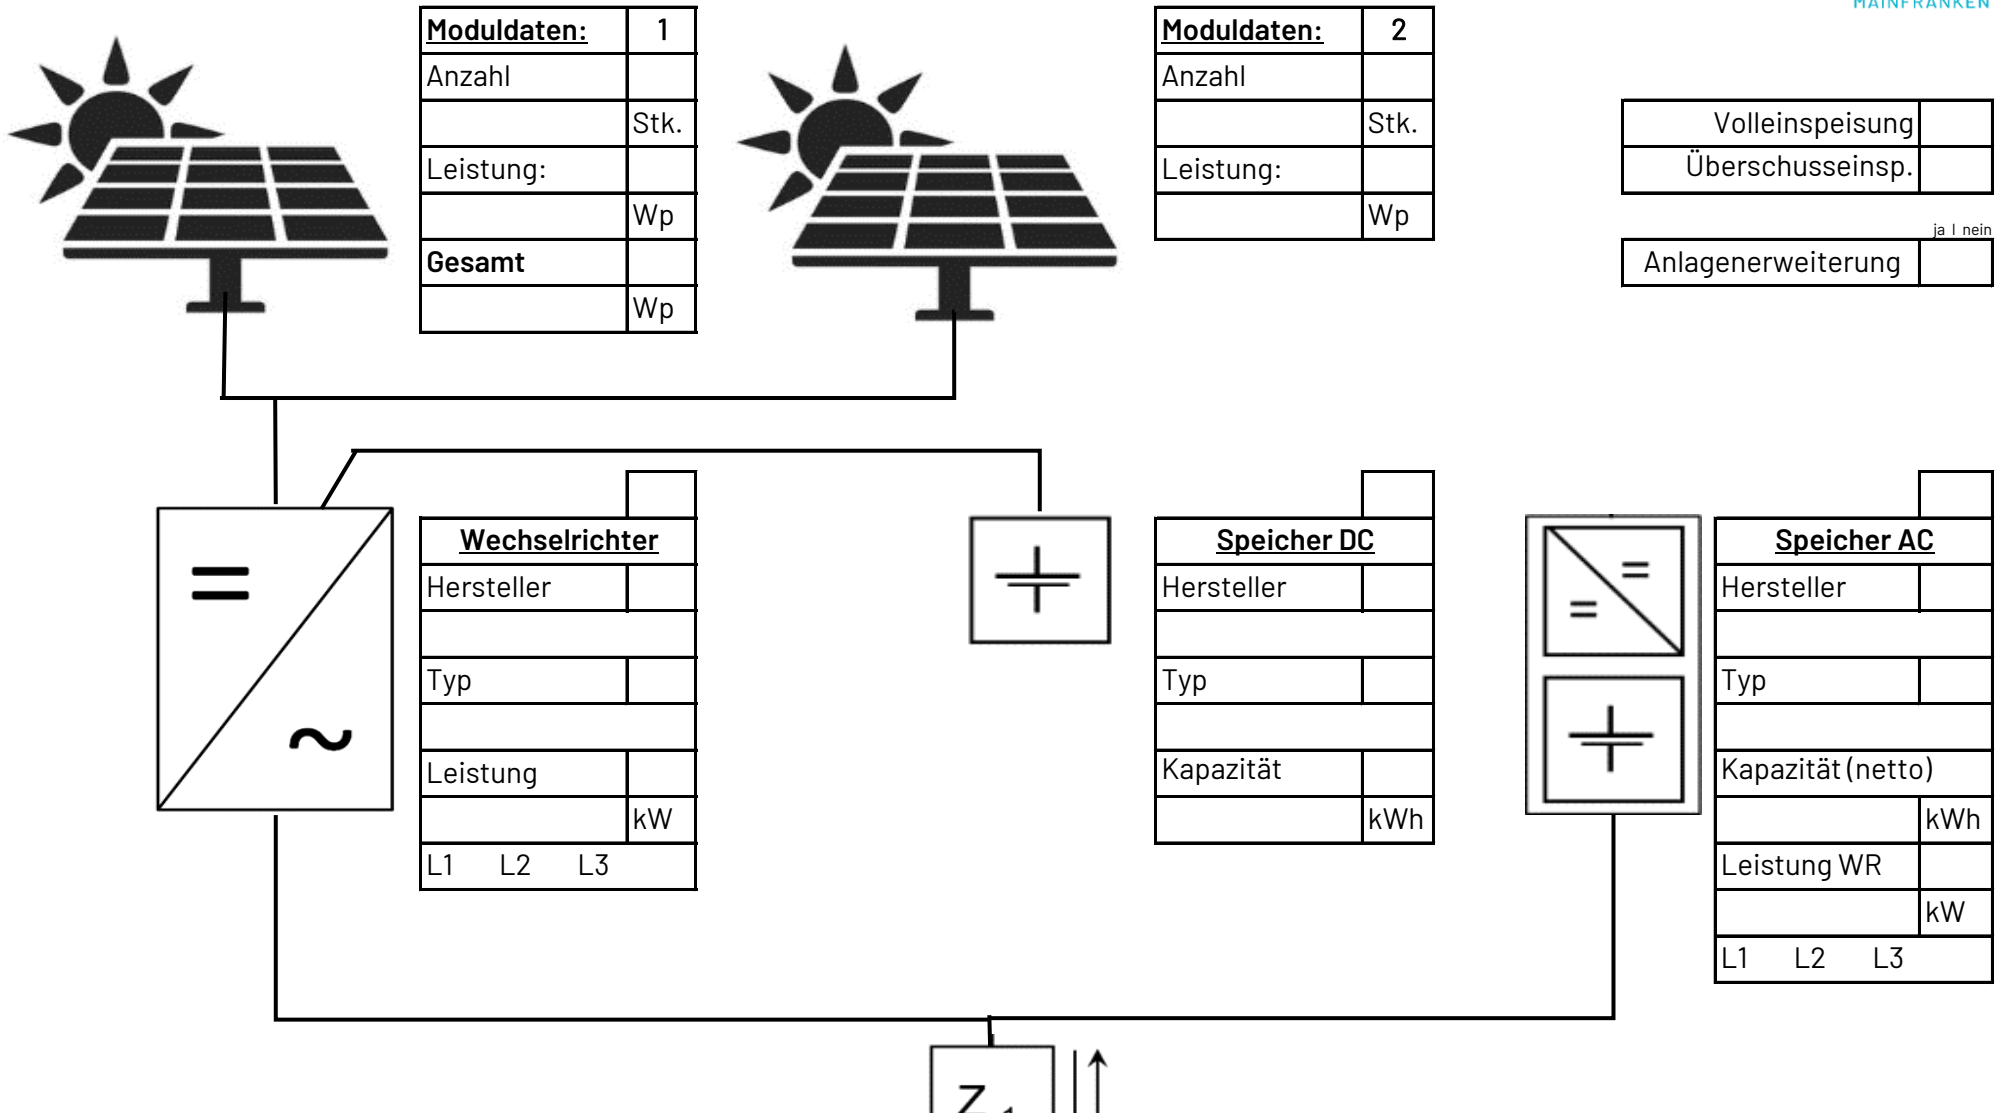 MAINFRANKEN
Moduldaten: 1
Anzahl
Stk.
Leistung:
Wp
Gesamt
Wp
Moduldaten: 2
Anzahl
Stk.
Leistung:
Wp
Volleinspeisung
Überschusseinsp.
ja I nein
Anlagenerweiterung
=
~
Wechselrichter
Hersteller
Typ
Leistung
kW
L1 L2 L3
Speicher DC
Hersteller
Typ
Kapazität
kWh
=
=
Speicher AC
Hersteller
Typ
Kapazität (netto)
kWh
Leistung WR
kW
L1 L2 L3
Z